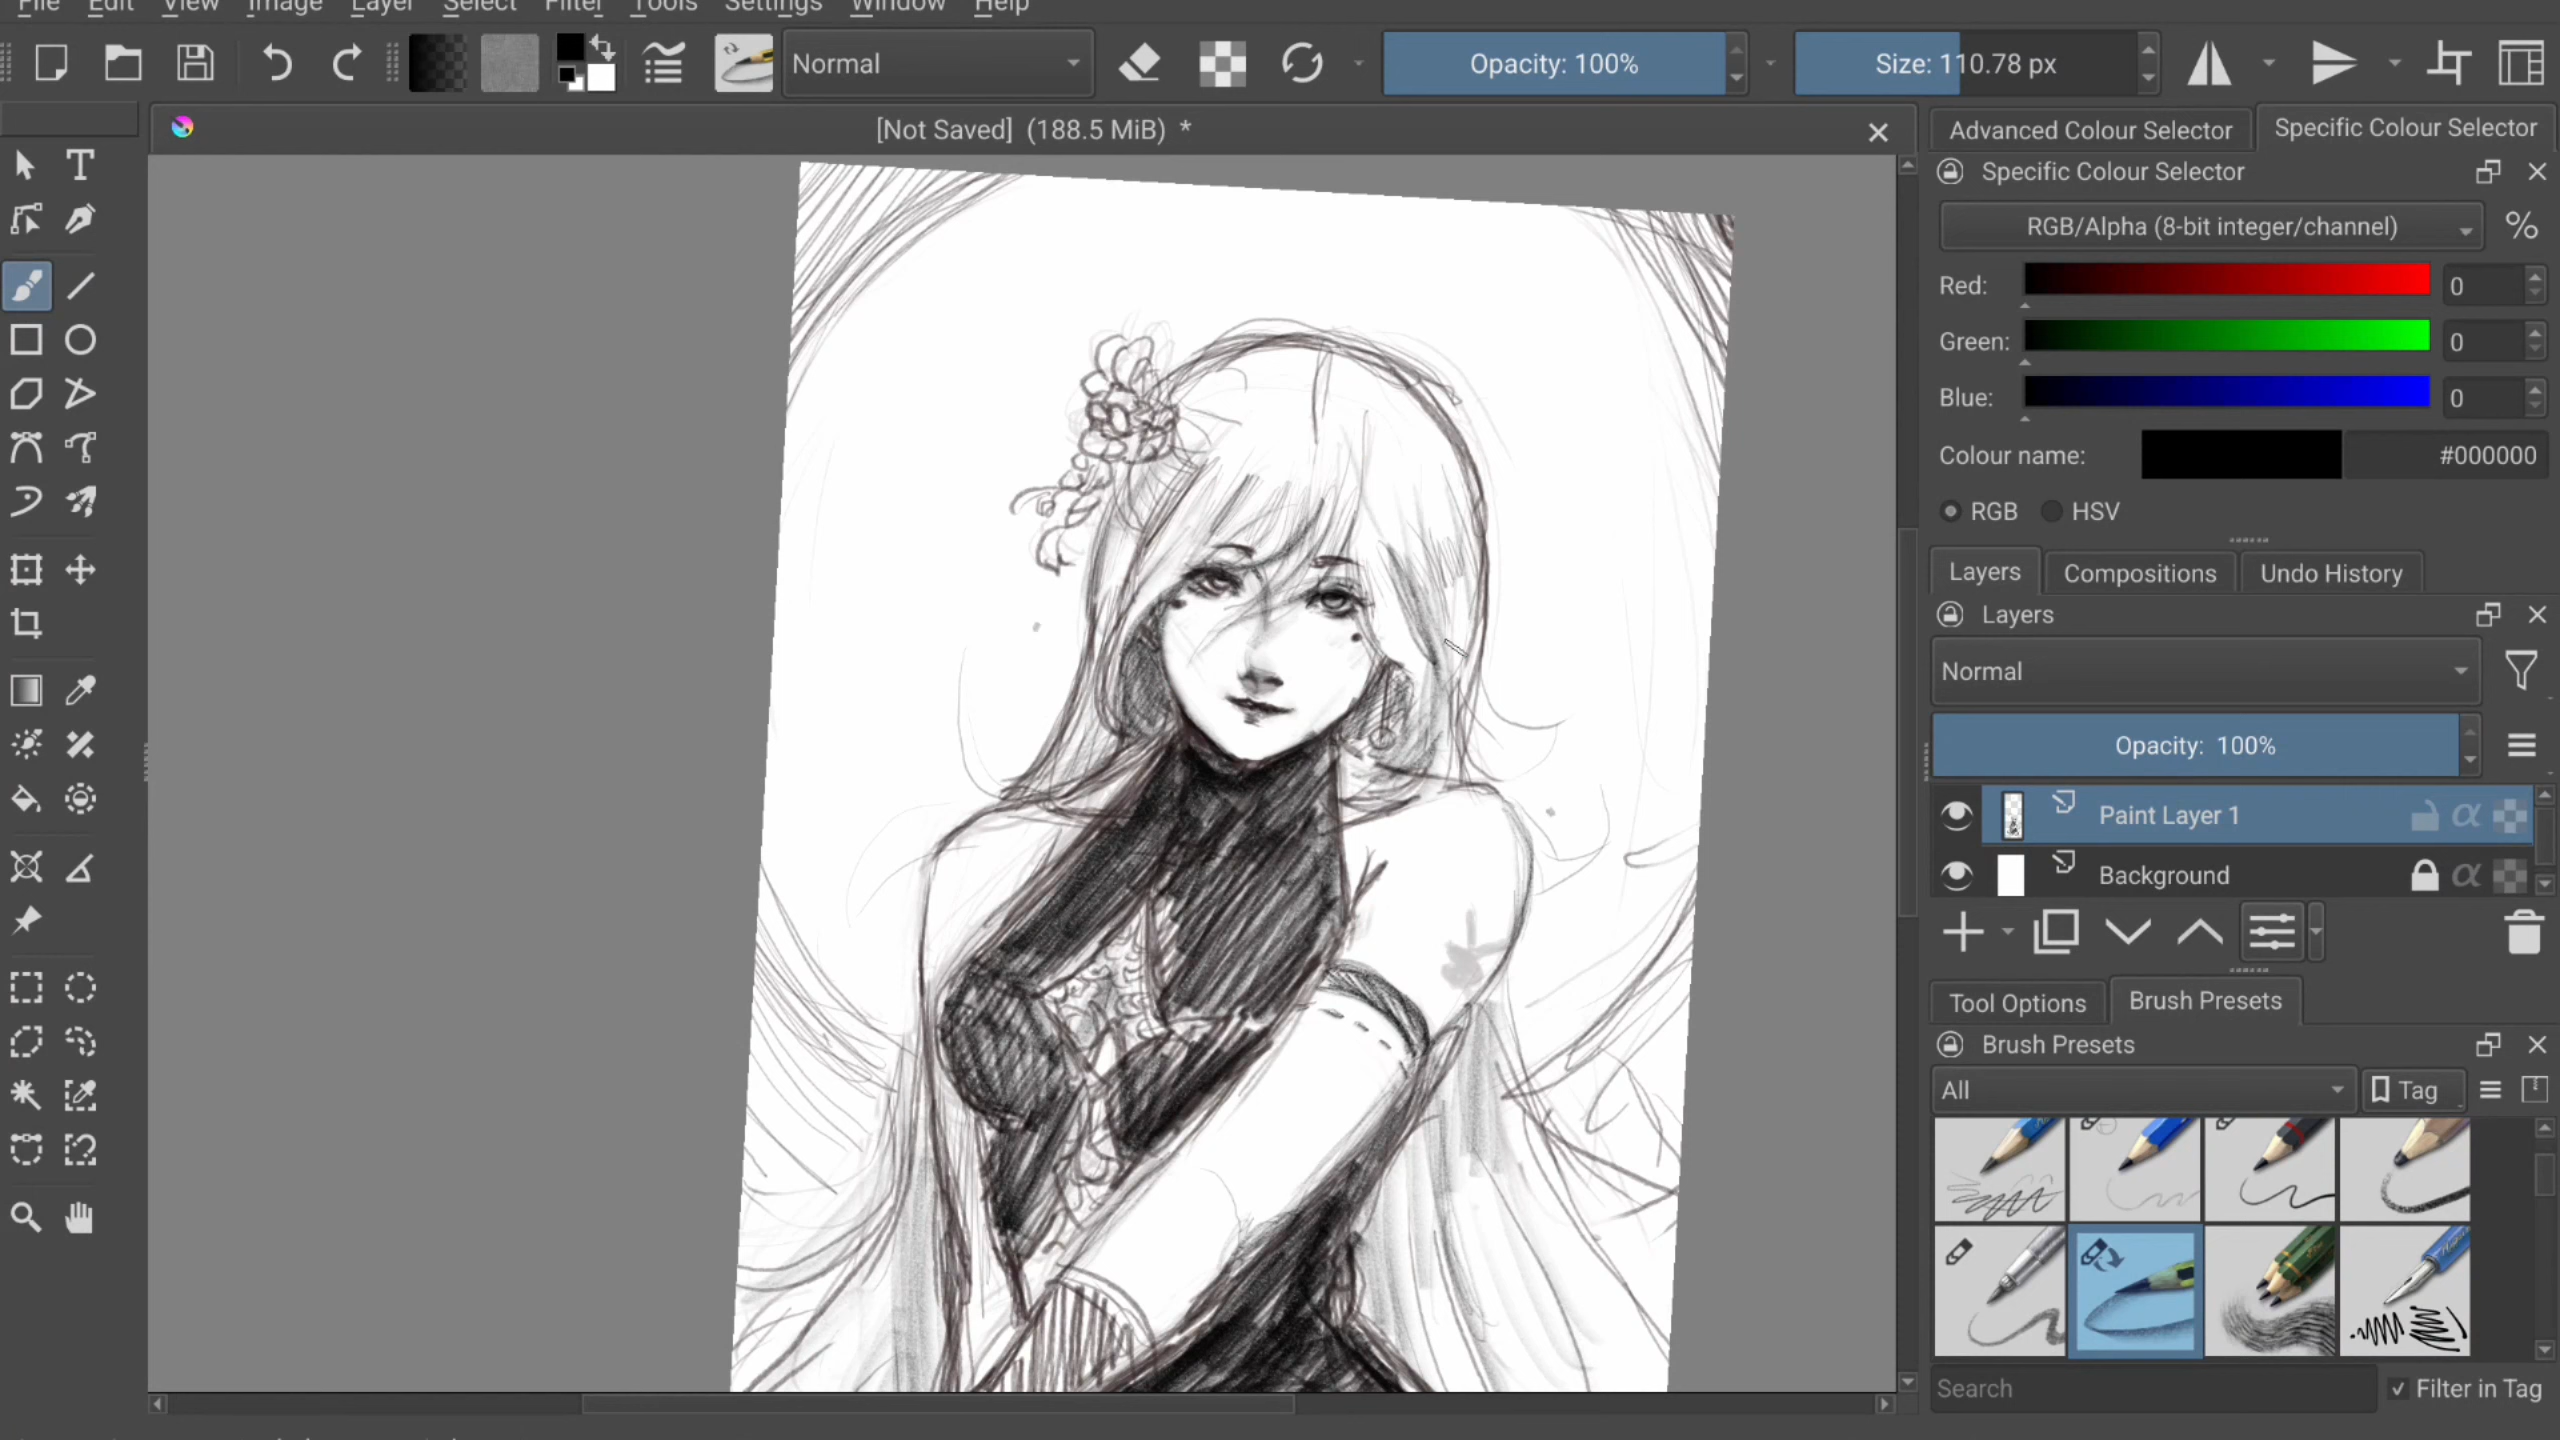 File Edit View Image Layer Select Filter Tools Settings Window Help
Normal Opacity: 100% Size: 110.78 px
[Not Saved] (188.5 MiB) *
Advanced Colour Selector Specific Colour Selector
Specific Colour Selector
RGB/Alpha (8-bit integer/channel) %
Red: 0
Green: 0
Blue: 0
Colour name: #000000
RGB HSV
Layers Compositions Undo History
Layers
Normal
Opacity: 100%
Paint Layer 1
Background
Tool Options Brush Presets
Brush Presets
All Tag
Search Filter in Tag